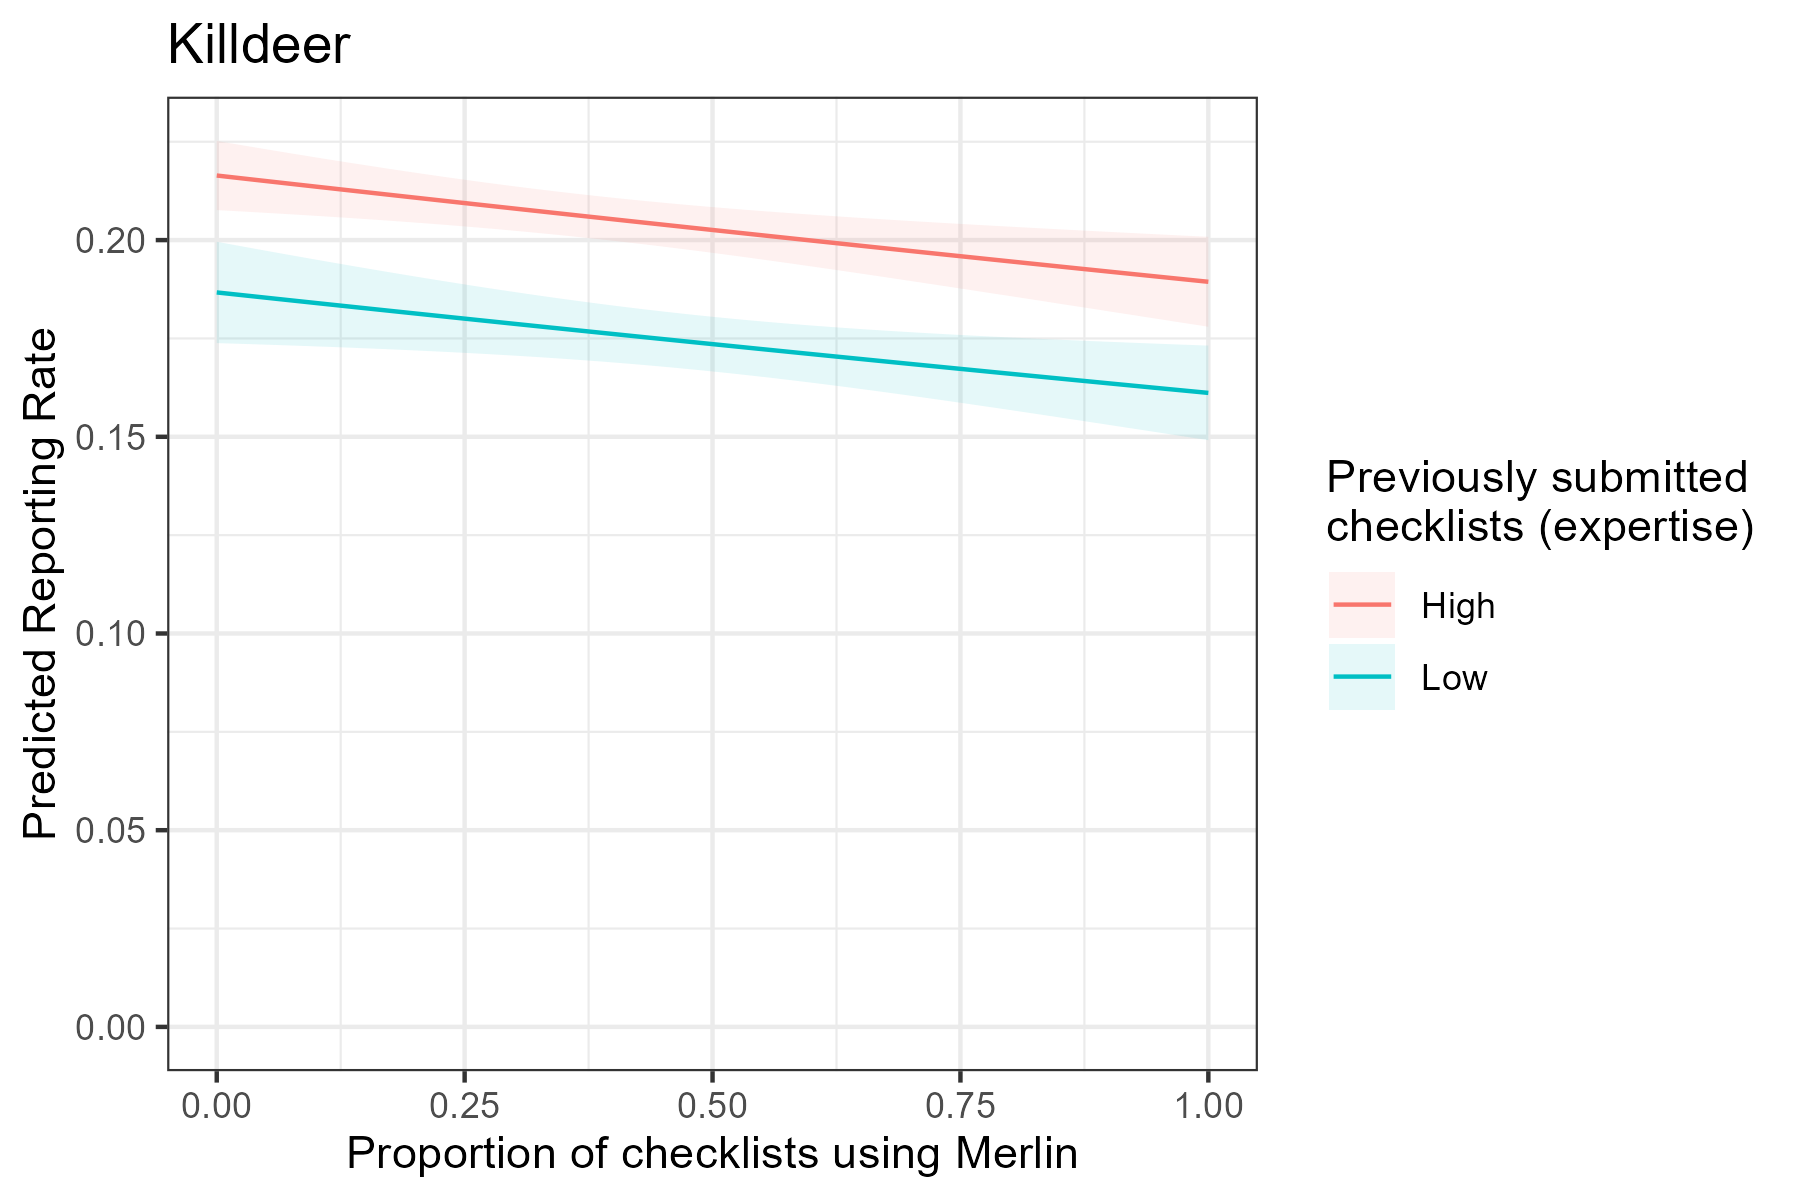 Killdeer
Predicted Reporting Rate
0.20
0.15
0.10
0.05
0.00
0.00 0.25 0.50 0.75 1.00
Proportion of checklists using Merlin
Previously submitted
checklists (expertise)
High
Low